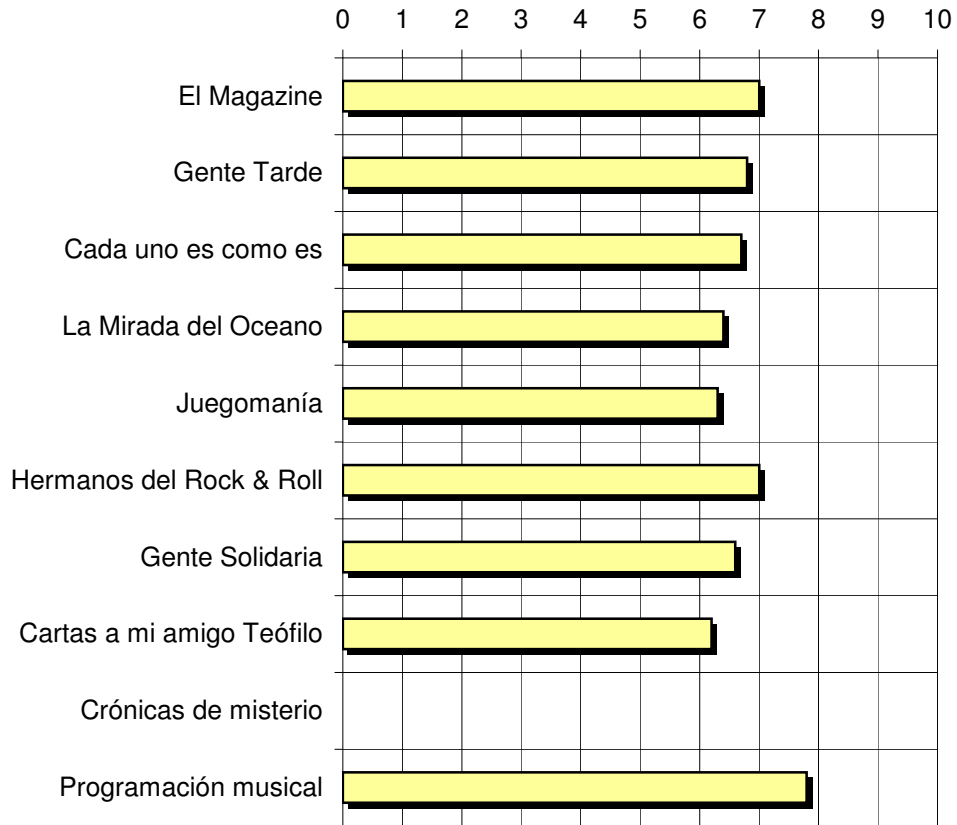 0 1 2 3 4 5 6 7 8 9 10
El Magazine
Gente Tarde
Cada uno es como es
La Mirada del Oceano
Juegomanía
Hermanos del Rock & Roll
Gente Solidaria
Cartas a mi amigo Teófilo
Crónicas de misterio
Programación musical